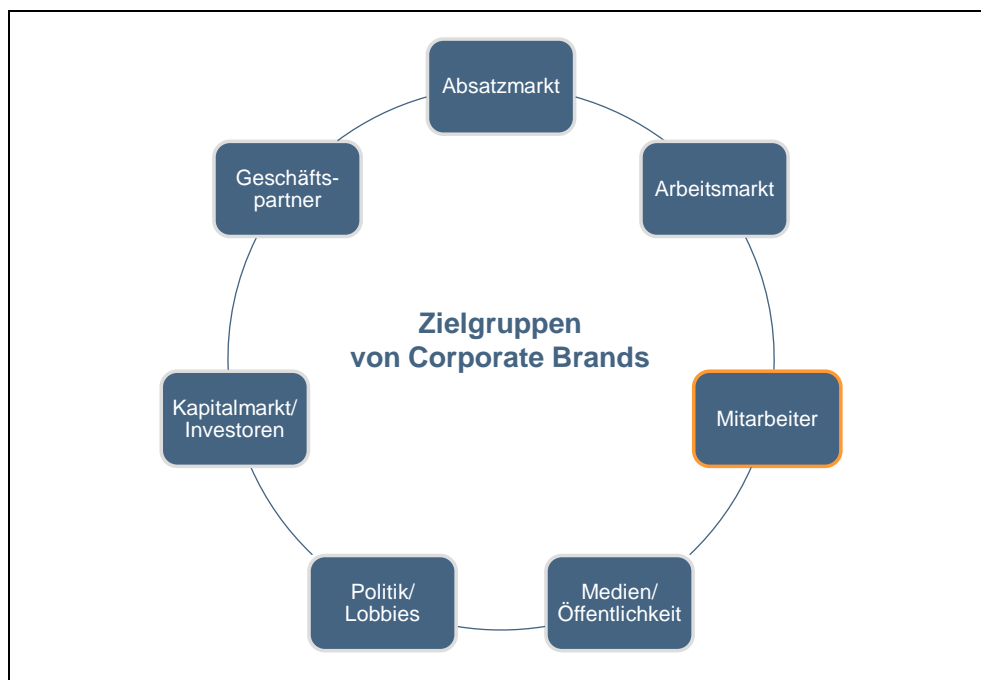 Absatzmarkt
Geschäfts-
partner
Arbeitsmarkt
Zielgruppen
von Corporate Brands
Kapitalmarkt/
Investoren
Mitarbeiter
Politik/
Lobbies
Medien/
Öffentlichkeit